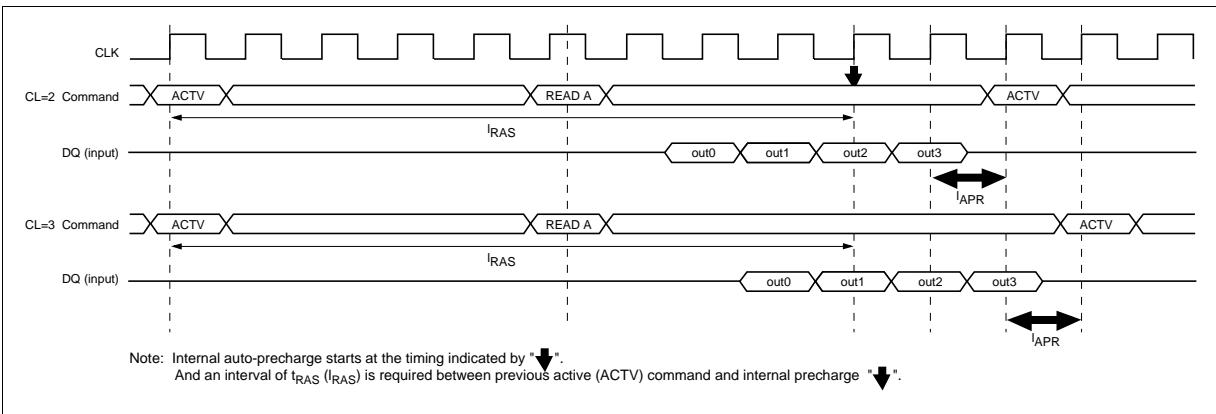 CLK
CL=2 Command ACTV READ A ACTV
lRAS
DQ (input) out0 out1 out2 out3
lAPR
CL=3 Command ACTV READ A ACTV
lRAS
DQ (input) out0 out1 out2 out3
lAPR
Note: Internal auto-precharge starts at the timing indicated by " ".
And an interval of tRAS (lRAS) is required between previous active (ACTV) command and internal precharge " ".